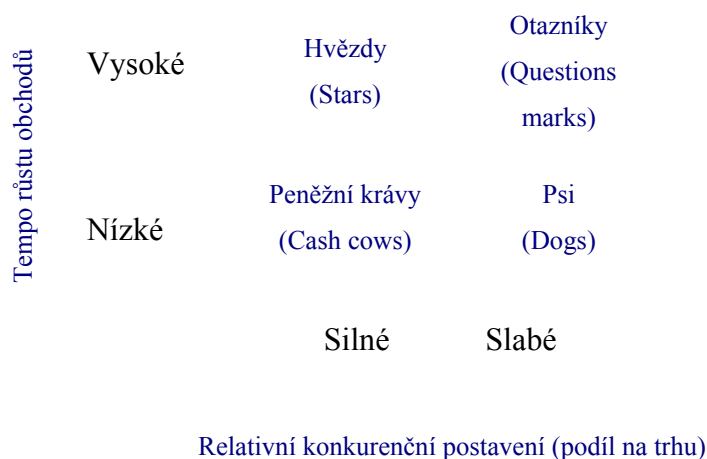 Tempo růstu obchodů
Vysoké
Hvězdy
(Stars)
Otazníky
(Questions
marks)
Nízké
Peněžní krávy
(Cash cows)
Psi
(Dogs)
Silné
Slabé
Relativní konkurenční postavení (podíl na trhu)